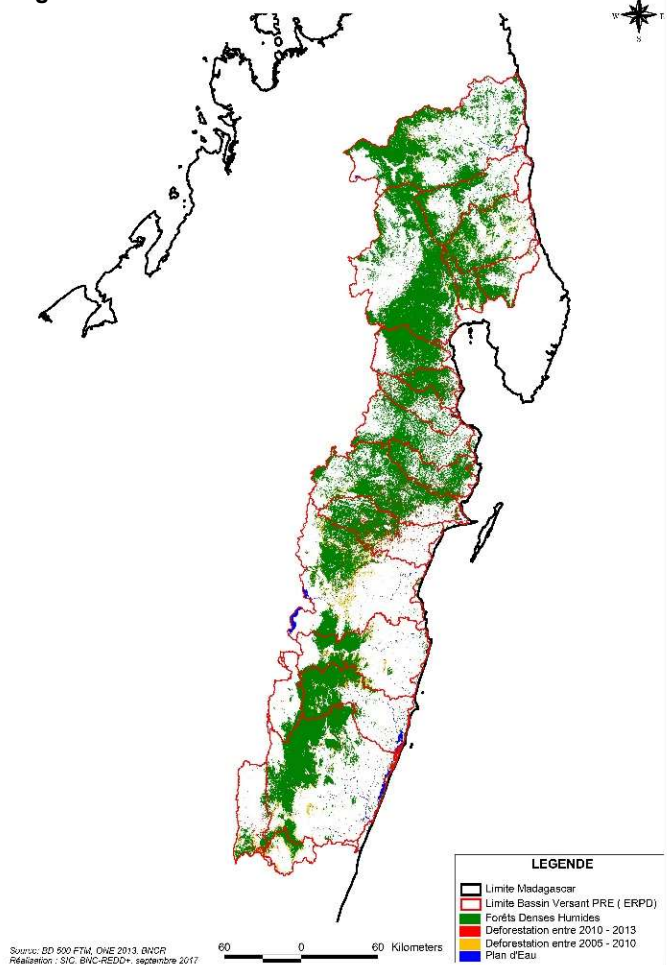 W E
S
LEGENDE
Limite Madagascar
Limite Bassin Versant PRE ( ERPD)
Forêts Denses Humides
Deforestation entre 2010 - 2013
Deforestation entre 2005 - 2010
Plan d'Eau
60 0 60 Kilometers
Source: BD 500 FTM, ONE 2013, BNCR
Réalisation : SIG, BNC-REDD+, septembre 2017